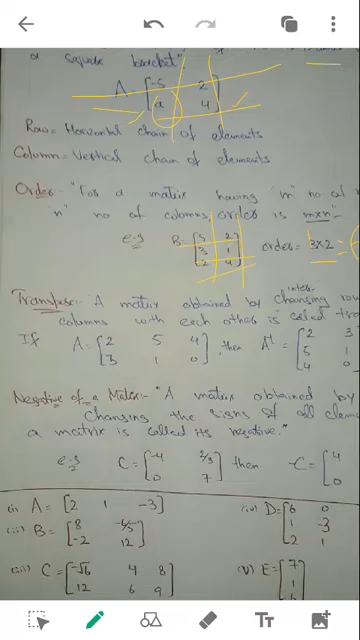 a square bracket".
A = [-5 2
a 4]
Row = Horizontal chain of elements
Column = Vertical chain of elements
Order:- "For a matrix having "m" no of
"n" no of columns, order is m×n".
e.g B = [5 2
3 1
2 4] order = 3×2 =
Transpose:- "A matrix obtained by interchanging
columns with each other is called
If A = [2 5 4
3 1 0], then Aᵗ = [2 3
5 1
4 0
Negative of a Matrix:- "A matrix obtained by
changing the signs of all
a matrix is called its negative."
e.g C = [-4 2/3
0 7] then -C = [4
0
(i) A = [2 1 -3]
(ii) B = [8 -6/5
-2 12]
(iii) C = [-√6 4 8
12 6 9]
(iv) D = [6 0
1 -3
2 1
(v) E = [7
1
6
Tт